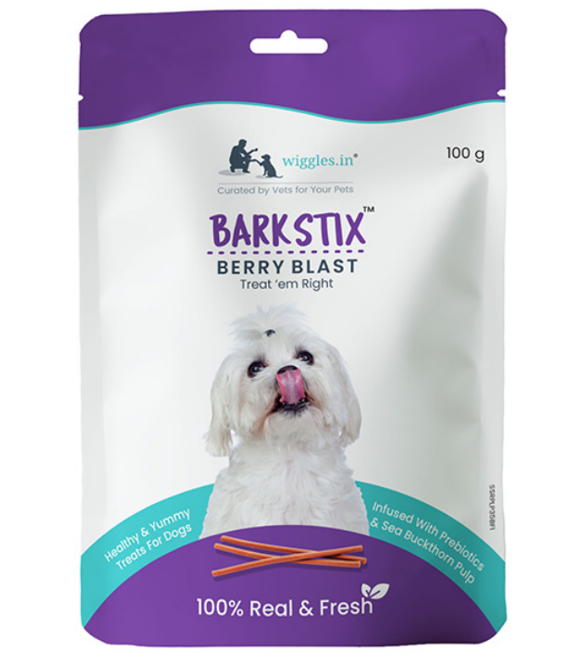 wiggles.in®
Curated by Vets for Your Pets
100 g
BARKSTIX™
BERRY BLAST
Treat ‘em Right
Healthy & Yummy
Treats For Dogs
Infused With Prebiotics
& Sea Buckthorn Pulp
100% Real & Fresh